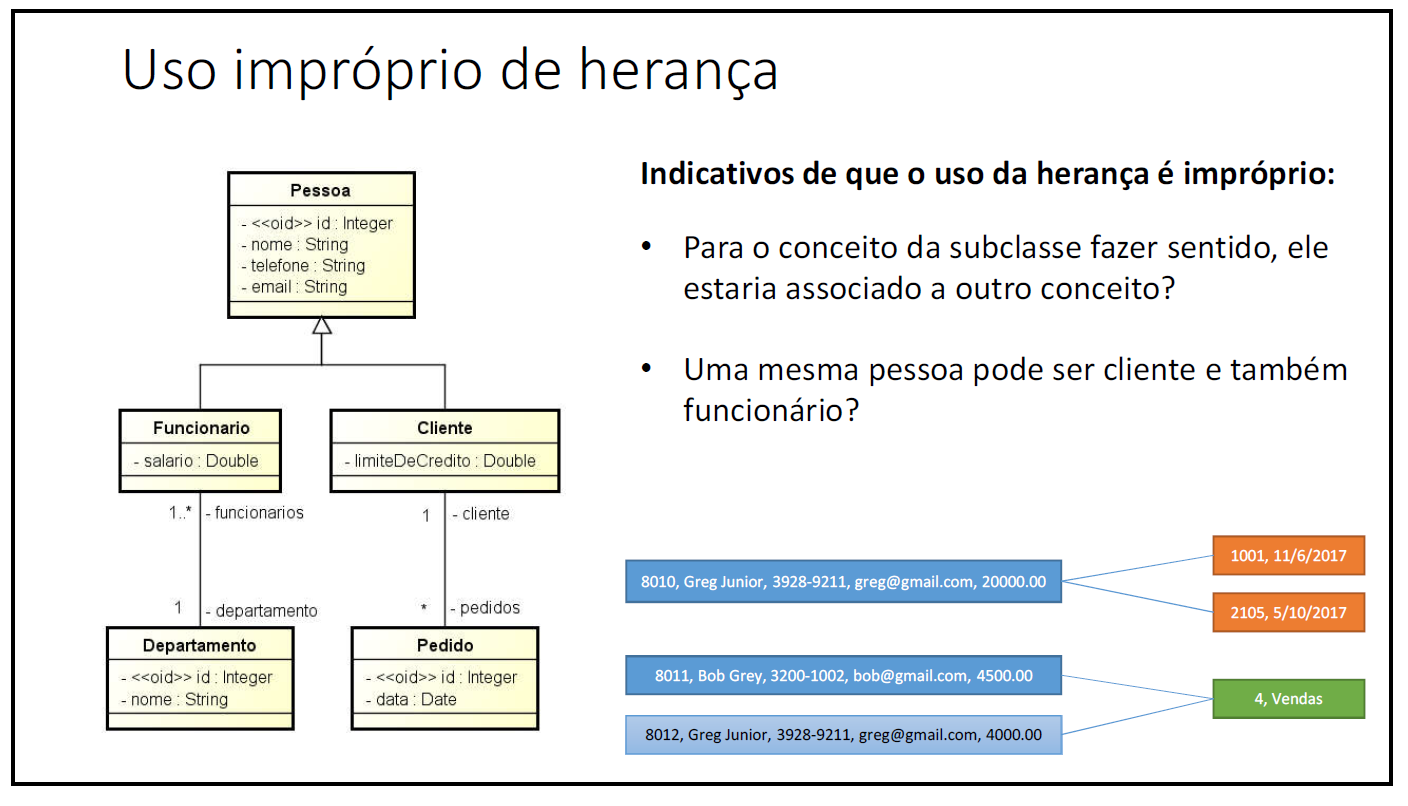 Uso impróprio de herança
Pessoa
- <<oid>> id : Integer
- nome : String
- telefone : String
- email : String
Funcionario
- salario : Double
Cliente
- limiteDeCredito : Double
1..* - funcionarios
1 - cliente
1 - departamento
* - pedidos
Departamento
- <<oid>> id : Integer
- nome : String
Pedido
- <<oid>> id : Integer
- data : Date
Indicativos de que o uso da herança é impróprio:
• Para o conceito da subclasse fazer sentido, ele
estaria associado a outro conceito?
• Uma mesma pessoa pode ser cliente e também
funcionário?
8010, Greg Junior, 3928-9211, greg@gmail.com, 20000.00
1001, 11/6/2017
2105, 5/10/2017
8011, Bob Grey, 3200-1002, bob@gmail.com, 4500.00
8012, Greg Junior, 3928-9211, greg@gmail.com, 4000.00
4, Vendas